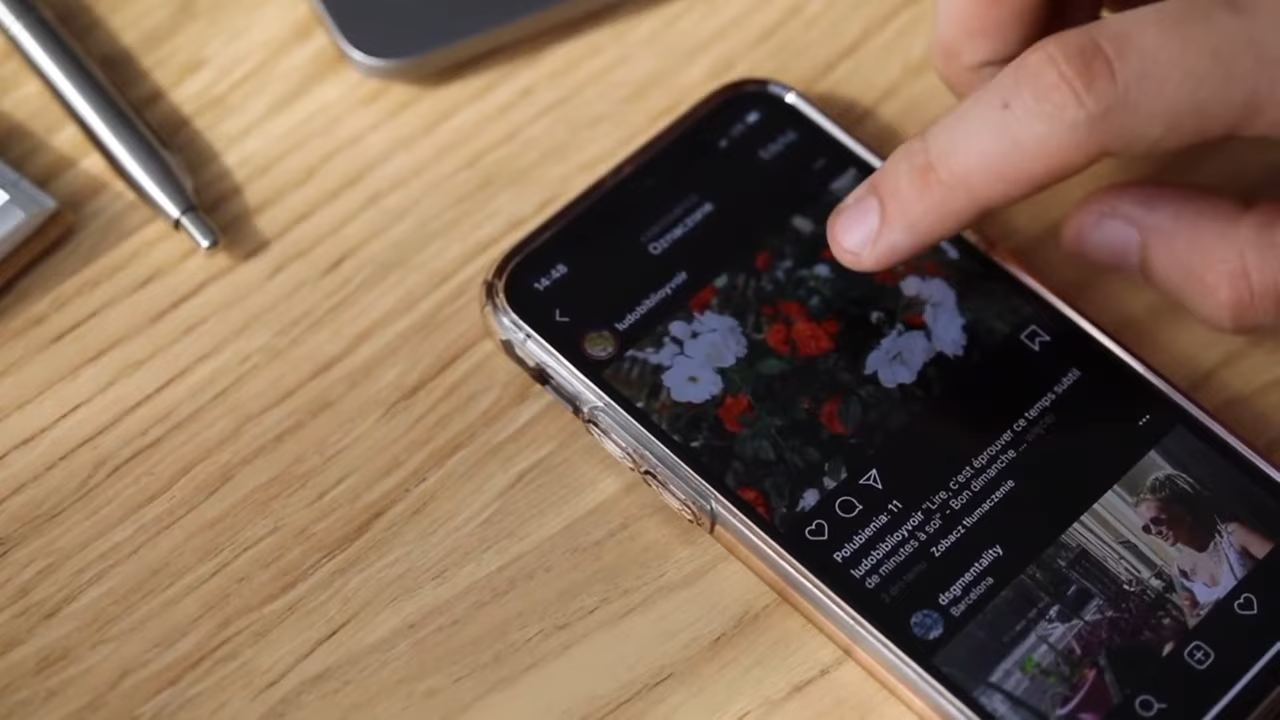 14:48
Oznaczone
ludobiblioyvoir
Polubienia: 11
ludobiblioyvoir "Lire, c'est éprouver ce temps subtil
de minutes à soi" - Bon dimanche ... więcej
Zobacz tłumaczenie
dsgmentality
Barcelona